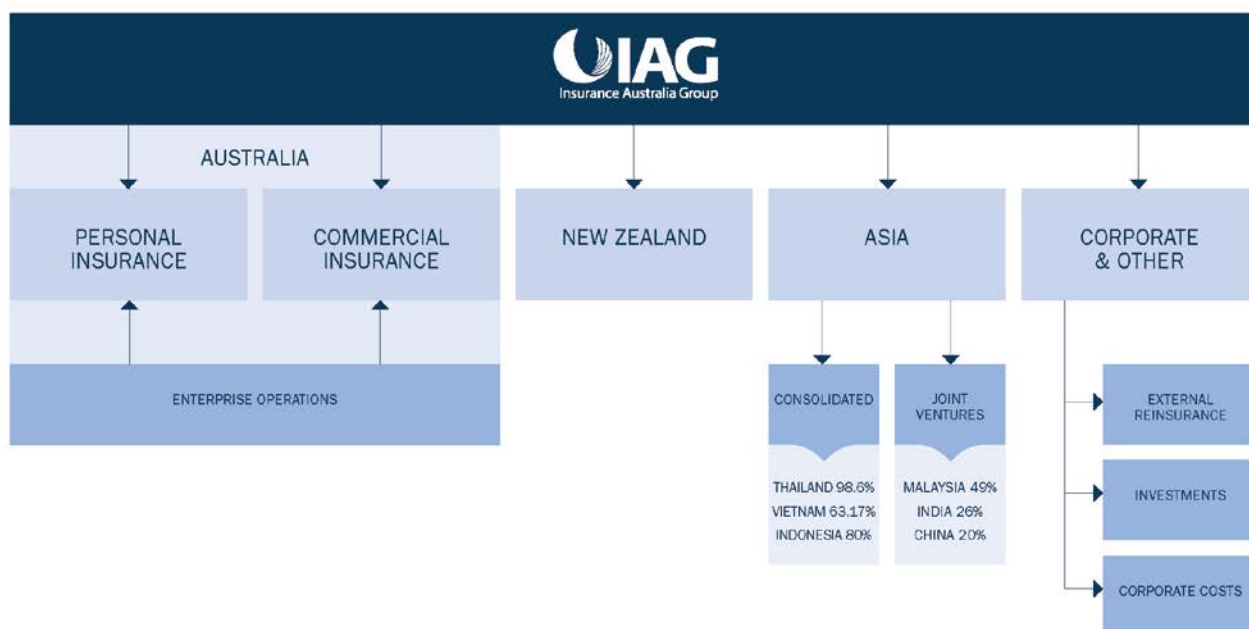 IAG
Insurance Australia Group
AUSTRALIA
PERSONAL
INSURANCE
COMMERCIAL
INSURANCE
NEW ZEALAND
ASIA
CORPORATE
& OTHER
ENTERPRISE OPERATIONS
CONSOLIDATED
THAILAND 98.6%
VIETNAM 63.17%
INDONESIA 80%
JOINT
VENTURES
MALAYSIA 49%
INDIA 26%
CHINA 20%
EXTERNAL
REINSURANCE
INVESTMENTS
CORPORATE COSTS